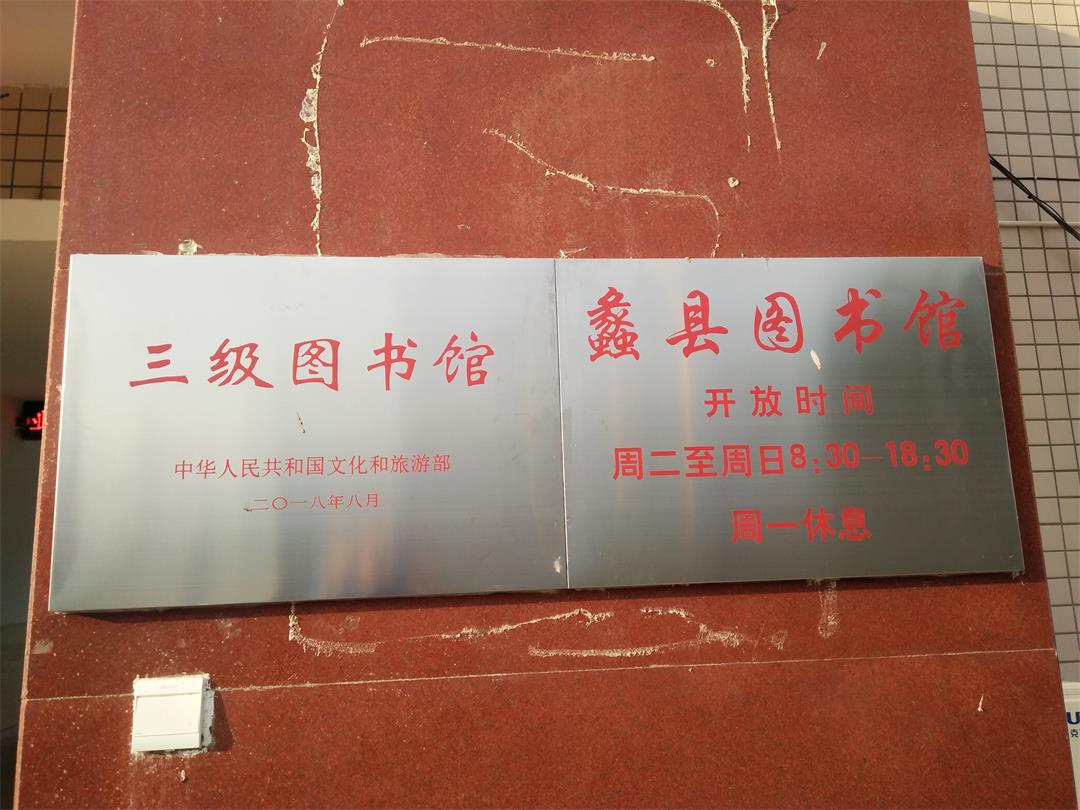 三级图书馆
中华人民共和国文化和旅游部
二〇一八年八月
蠡县图书馆
开放时间
周二至周日8:30—18:30
周一休息